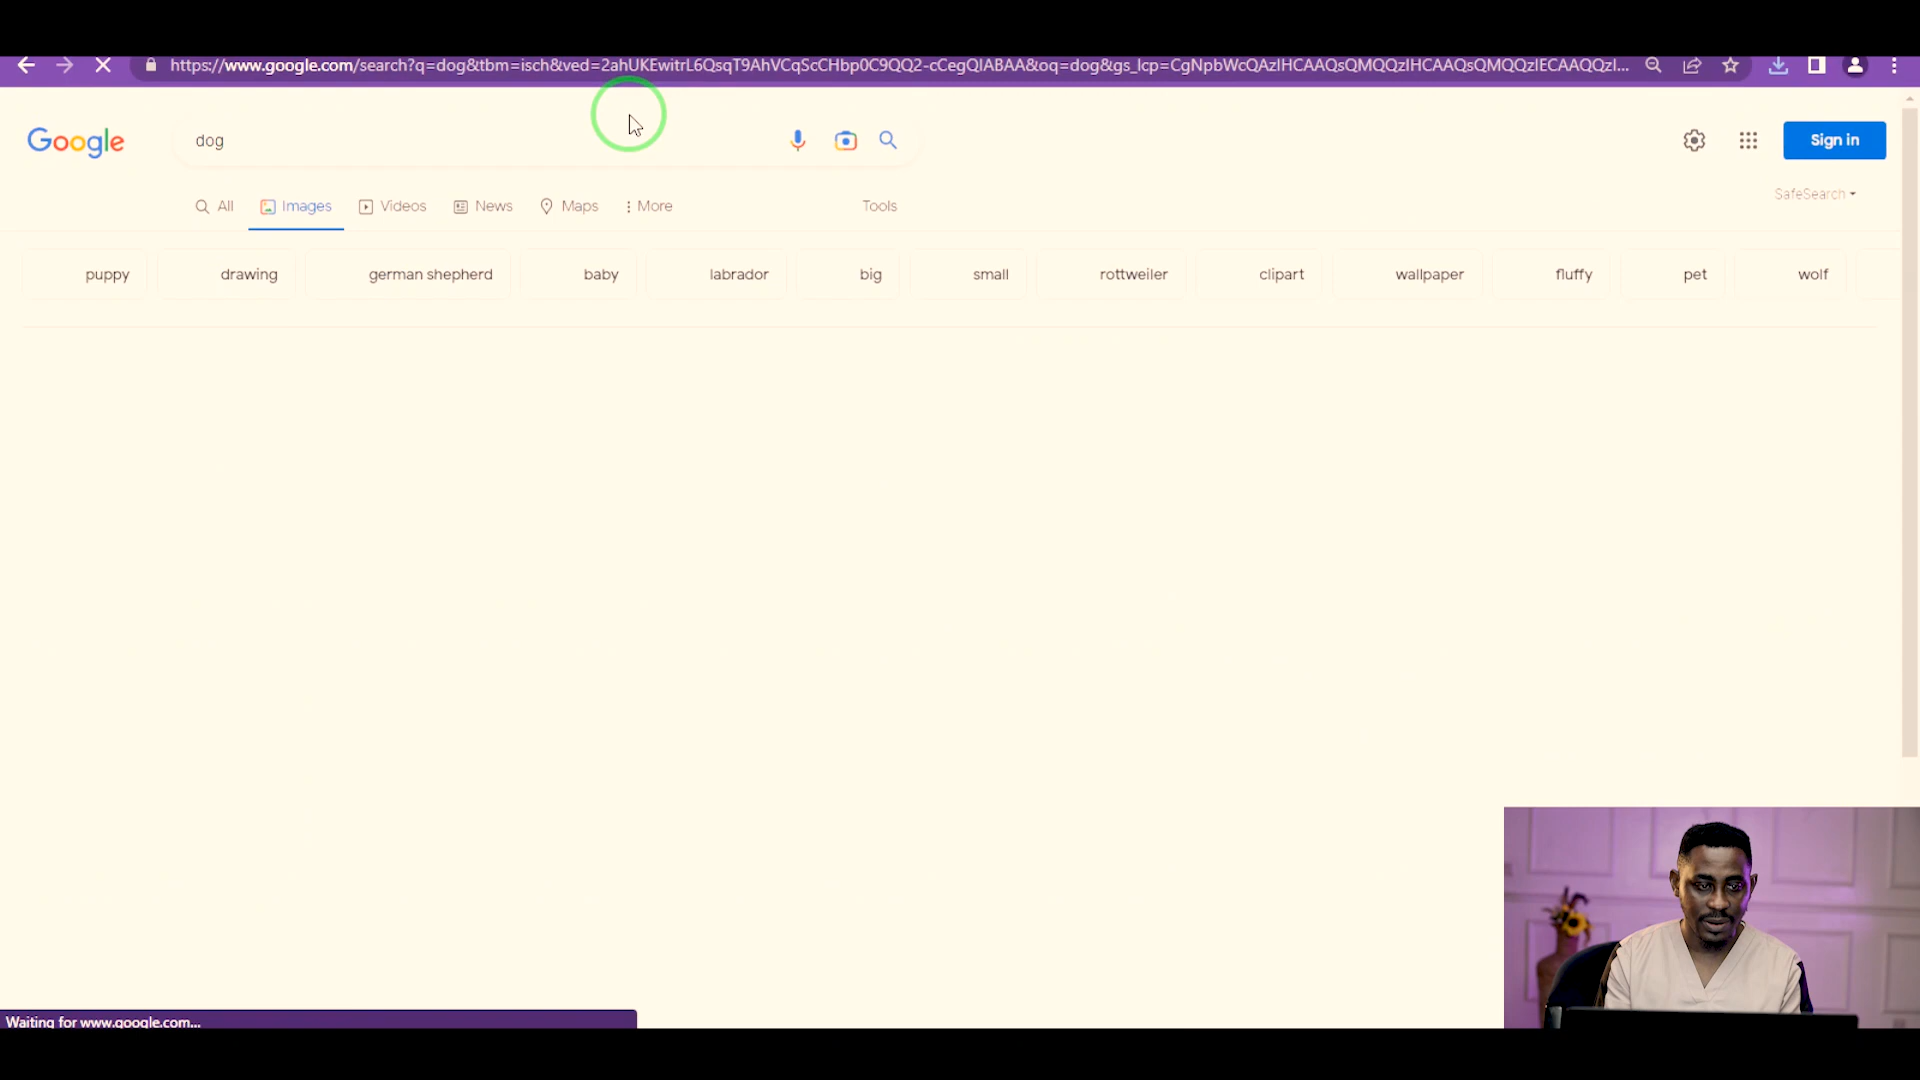 https://www.google.com/search?q=dog&tbm=isch&ved=2ahUKEwitrL6QsqT9AhVCqScCHbp0C9QQ2-cCegQIABAA&oq=dog&gs_lcp=CgNpbWcQAzIHCAAQsQMQQzIHCAAQsQMQQzIECAAQQzI...
Google dog Sign in
SafeSearch
All Images Videos News Maps More Tools
puppy drawing german shepherd baby labrador big small rottweiler clipart wallpaper fluffy pet wolf
Waiting for www.google.com...